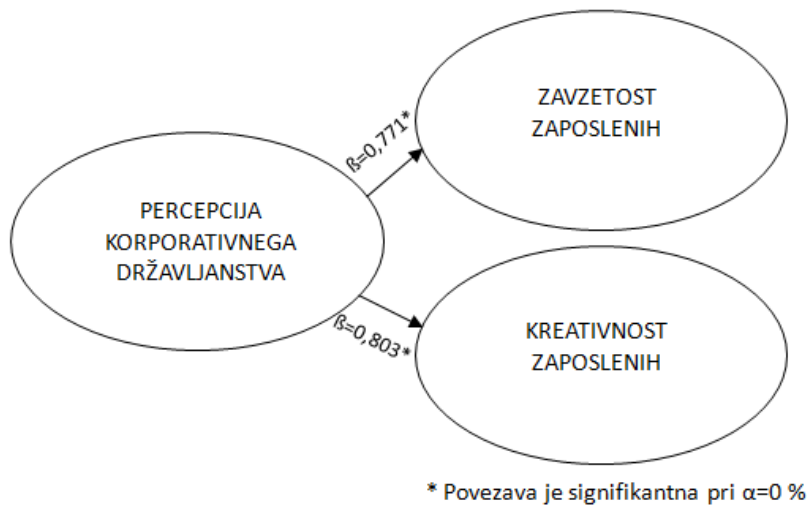 PERCEPCIJA
KORPORATIVNEGA
DRŽAVLJANSTVA
ß=0,771*
ZAVZETOST
ZAPOSLENIH
ß=0,803*
KREATIVNOST
ZAPOSLENIH
* Povezava je signifikantna pri α=0 %